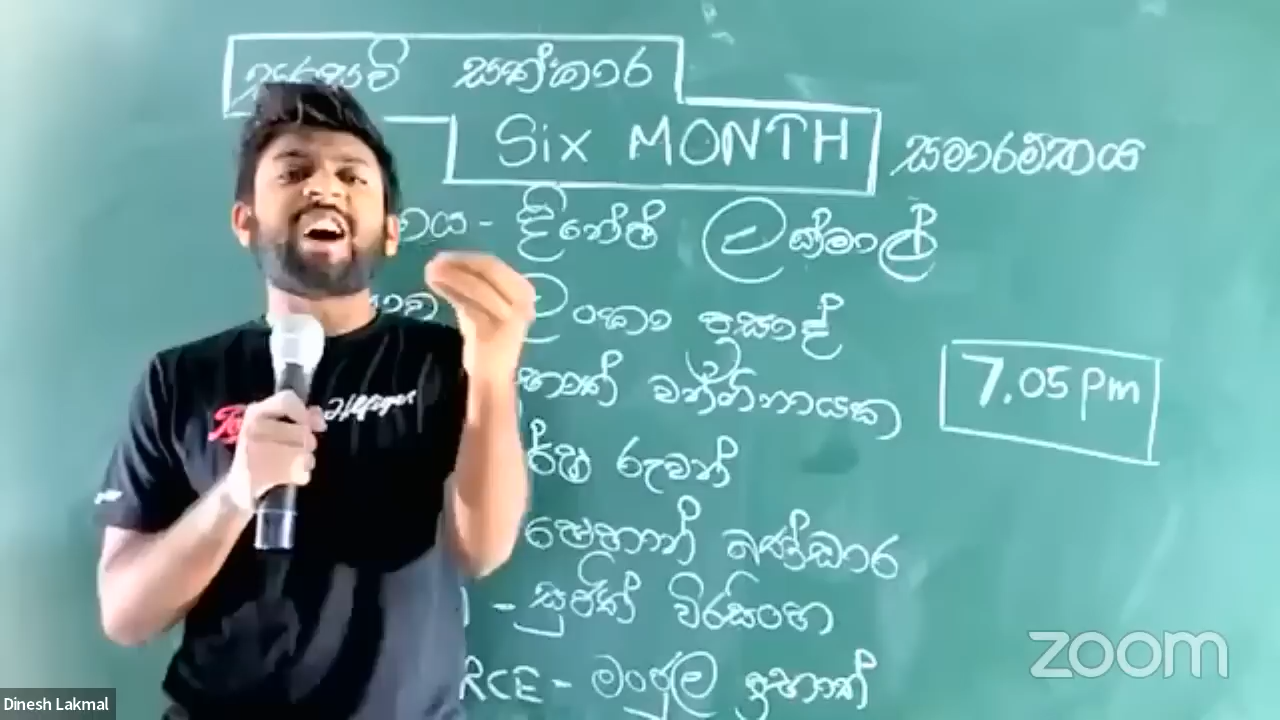 සත්කාර
Six MONTH සමාරම්භය
දිනේෂ් ලක්මාල්
ලංකා ප්‍රසාද්
වන්නිනායක
7.05 pm
රුවන්
ශෙහාන් බණ්ඩාර
- සුජිත් වීරසිංහ
- මංජුල ප්‍රභාත්
zoom
Dinesh Lakmal